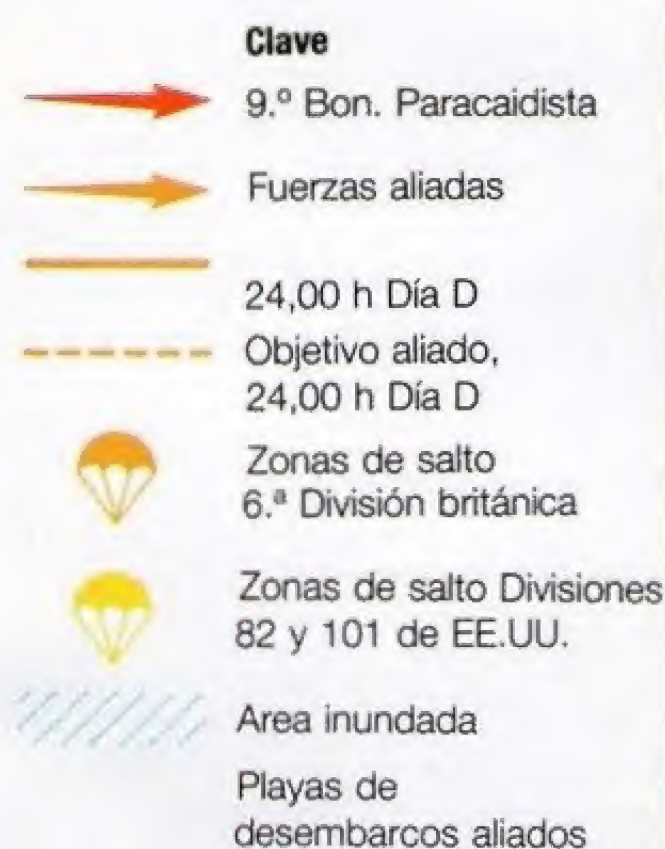 Clave
9.º Bon. Paracaidista
Fuerzas aliadas
24,00 h Día D
Objetivo aliado,
24,00 h Día D
Zonas de salto
6.ª División británica
Zonas de salto Divisiones
82 y 101 de EE.UU.
Area inundada
Playas de
desembarcos aliados